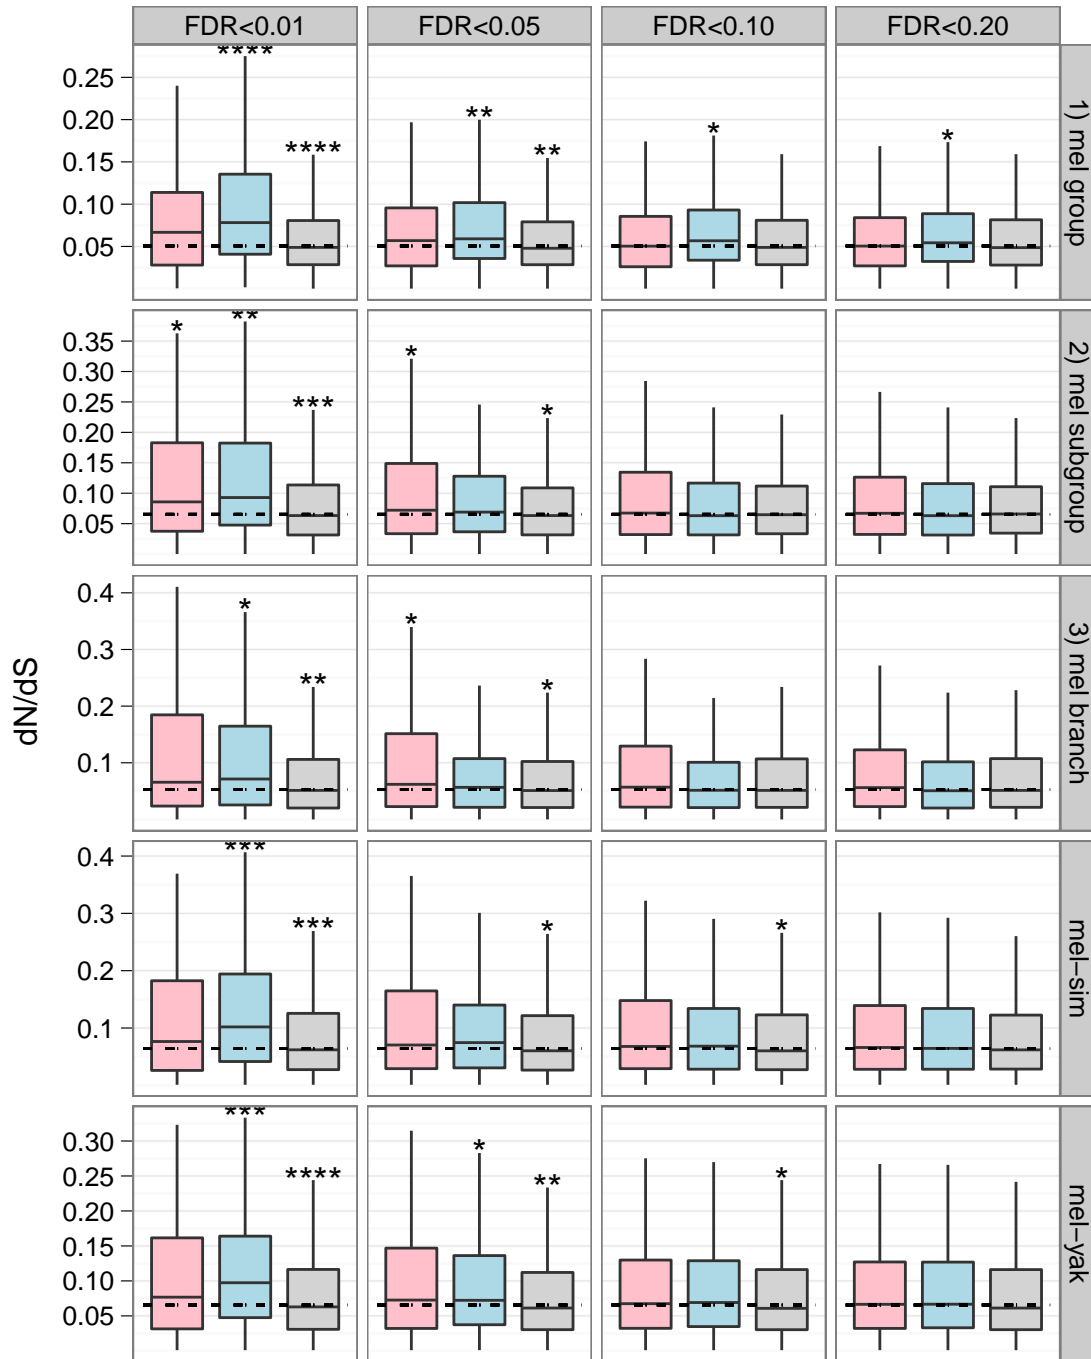 FDR<0.01 FDR<0.05 FDR<0.10 FDR<0.20
dN/dS
1) mel group
0.25
0.20
0.15
0.10
0.05
**** **** ** ** * *
2) mel subgroup
0.35
0.30
0.25
0.20
0.15
0.10
0.05
* ** *** * *
3) mel branch
0.4
0.3
0.2
0.1
* ** * *
mel−sim
0.4
0.3
0.2
0.1
*** *** * *
mel−yak
0.30
0.25
0.20
0.15
0.10
0.05
*** **** * ** *